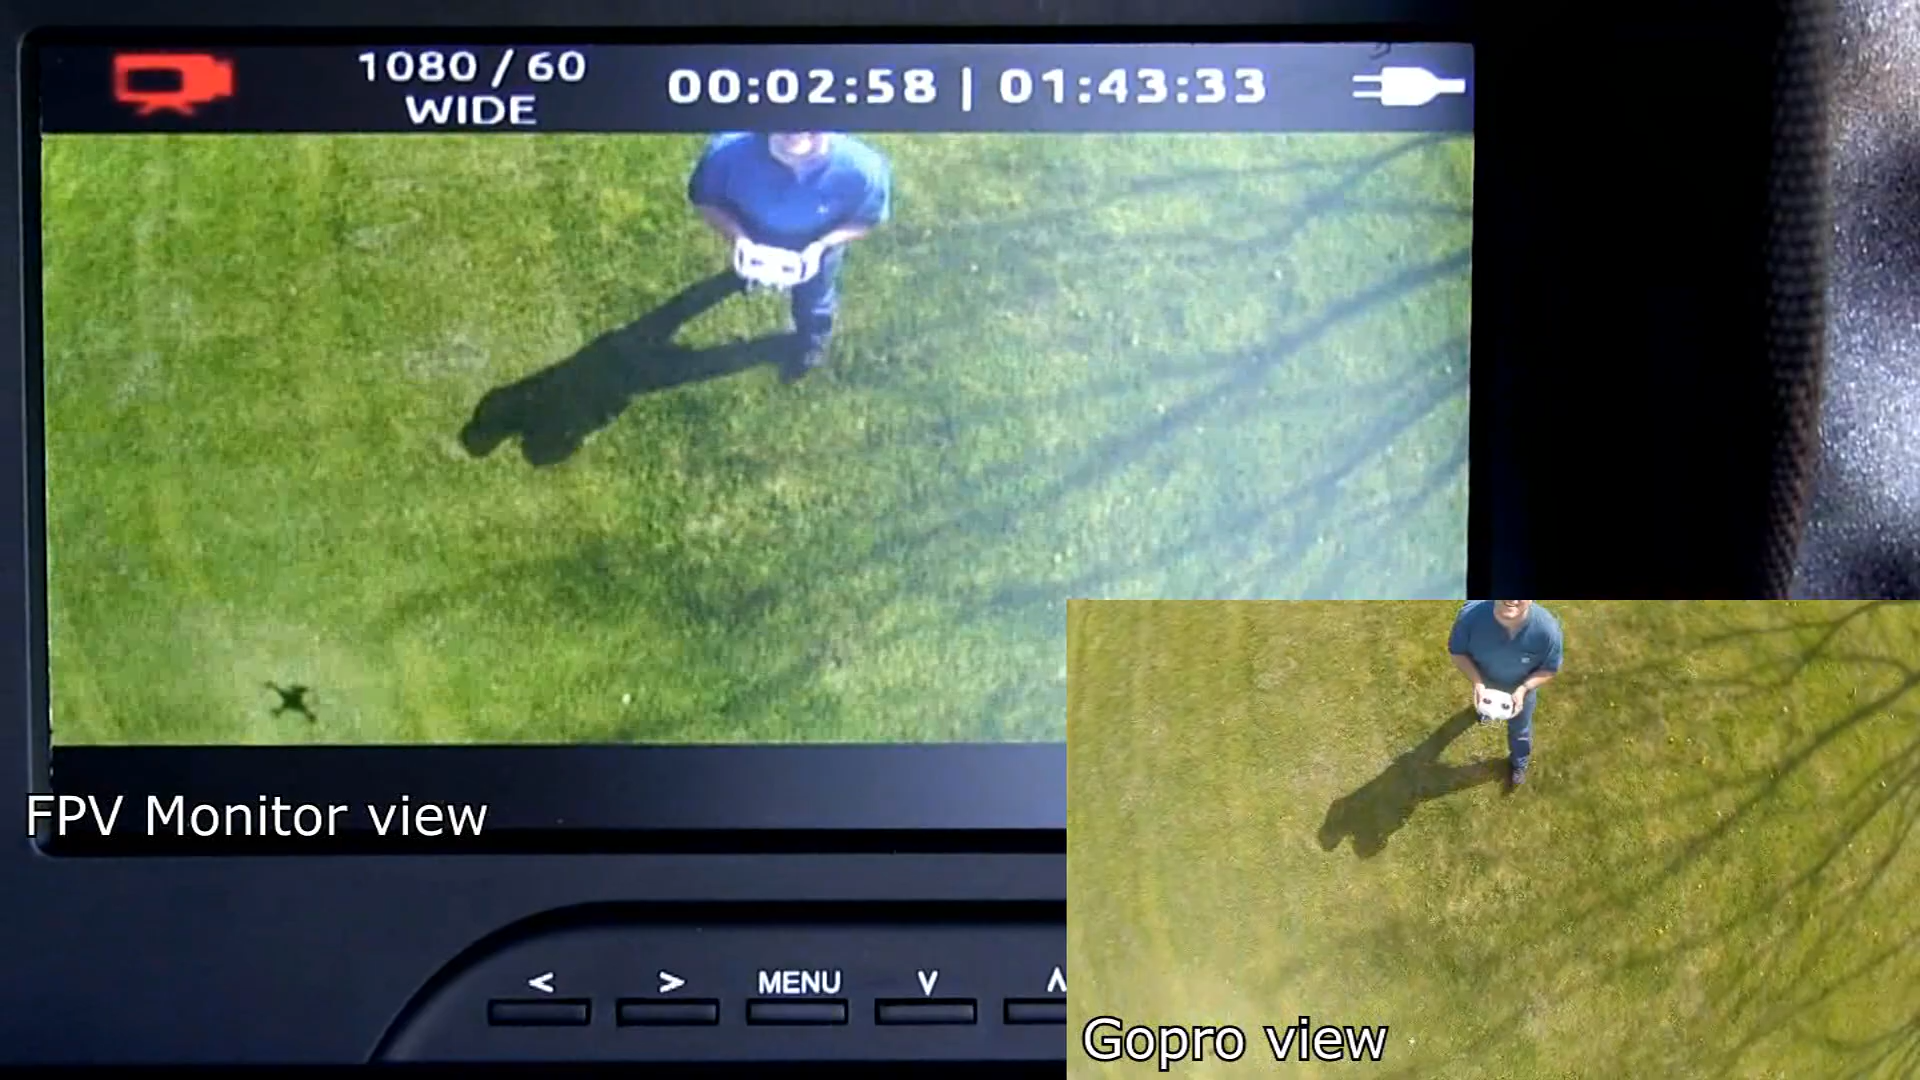 1080 / 60
WIDE
00:02:58 | 01:43:33
FPV Monitor view
< > MENU V Λ
Gopro view